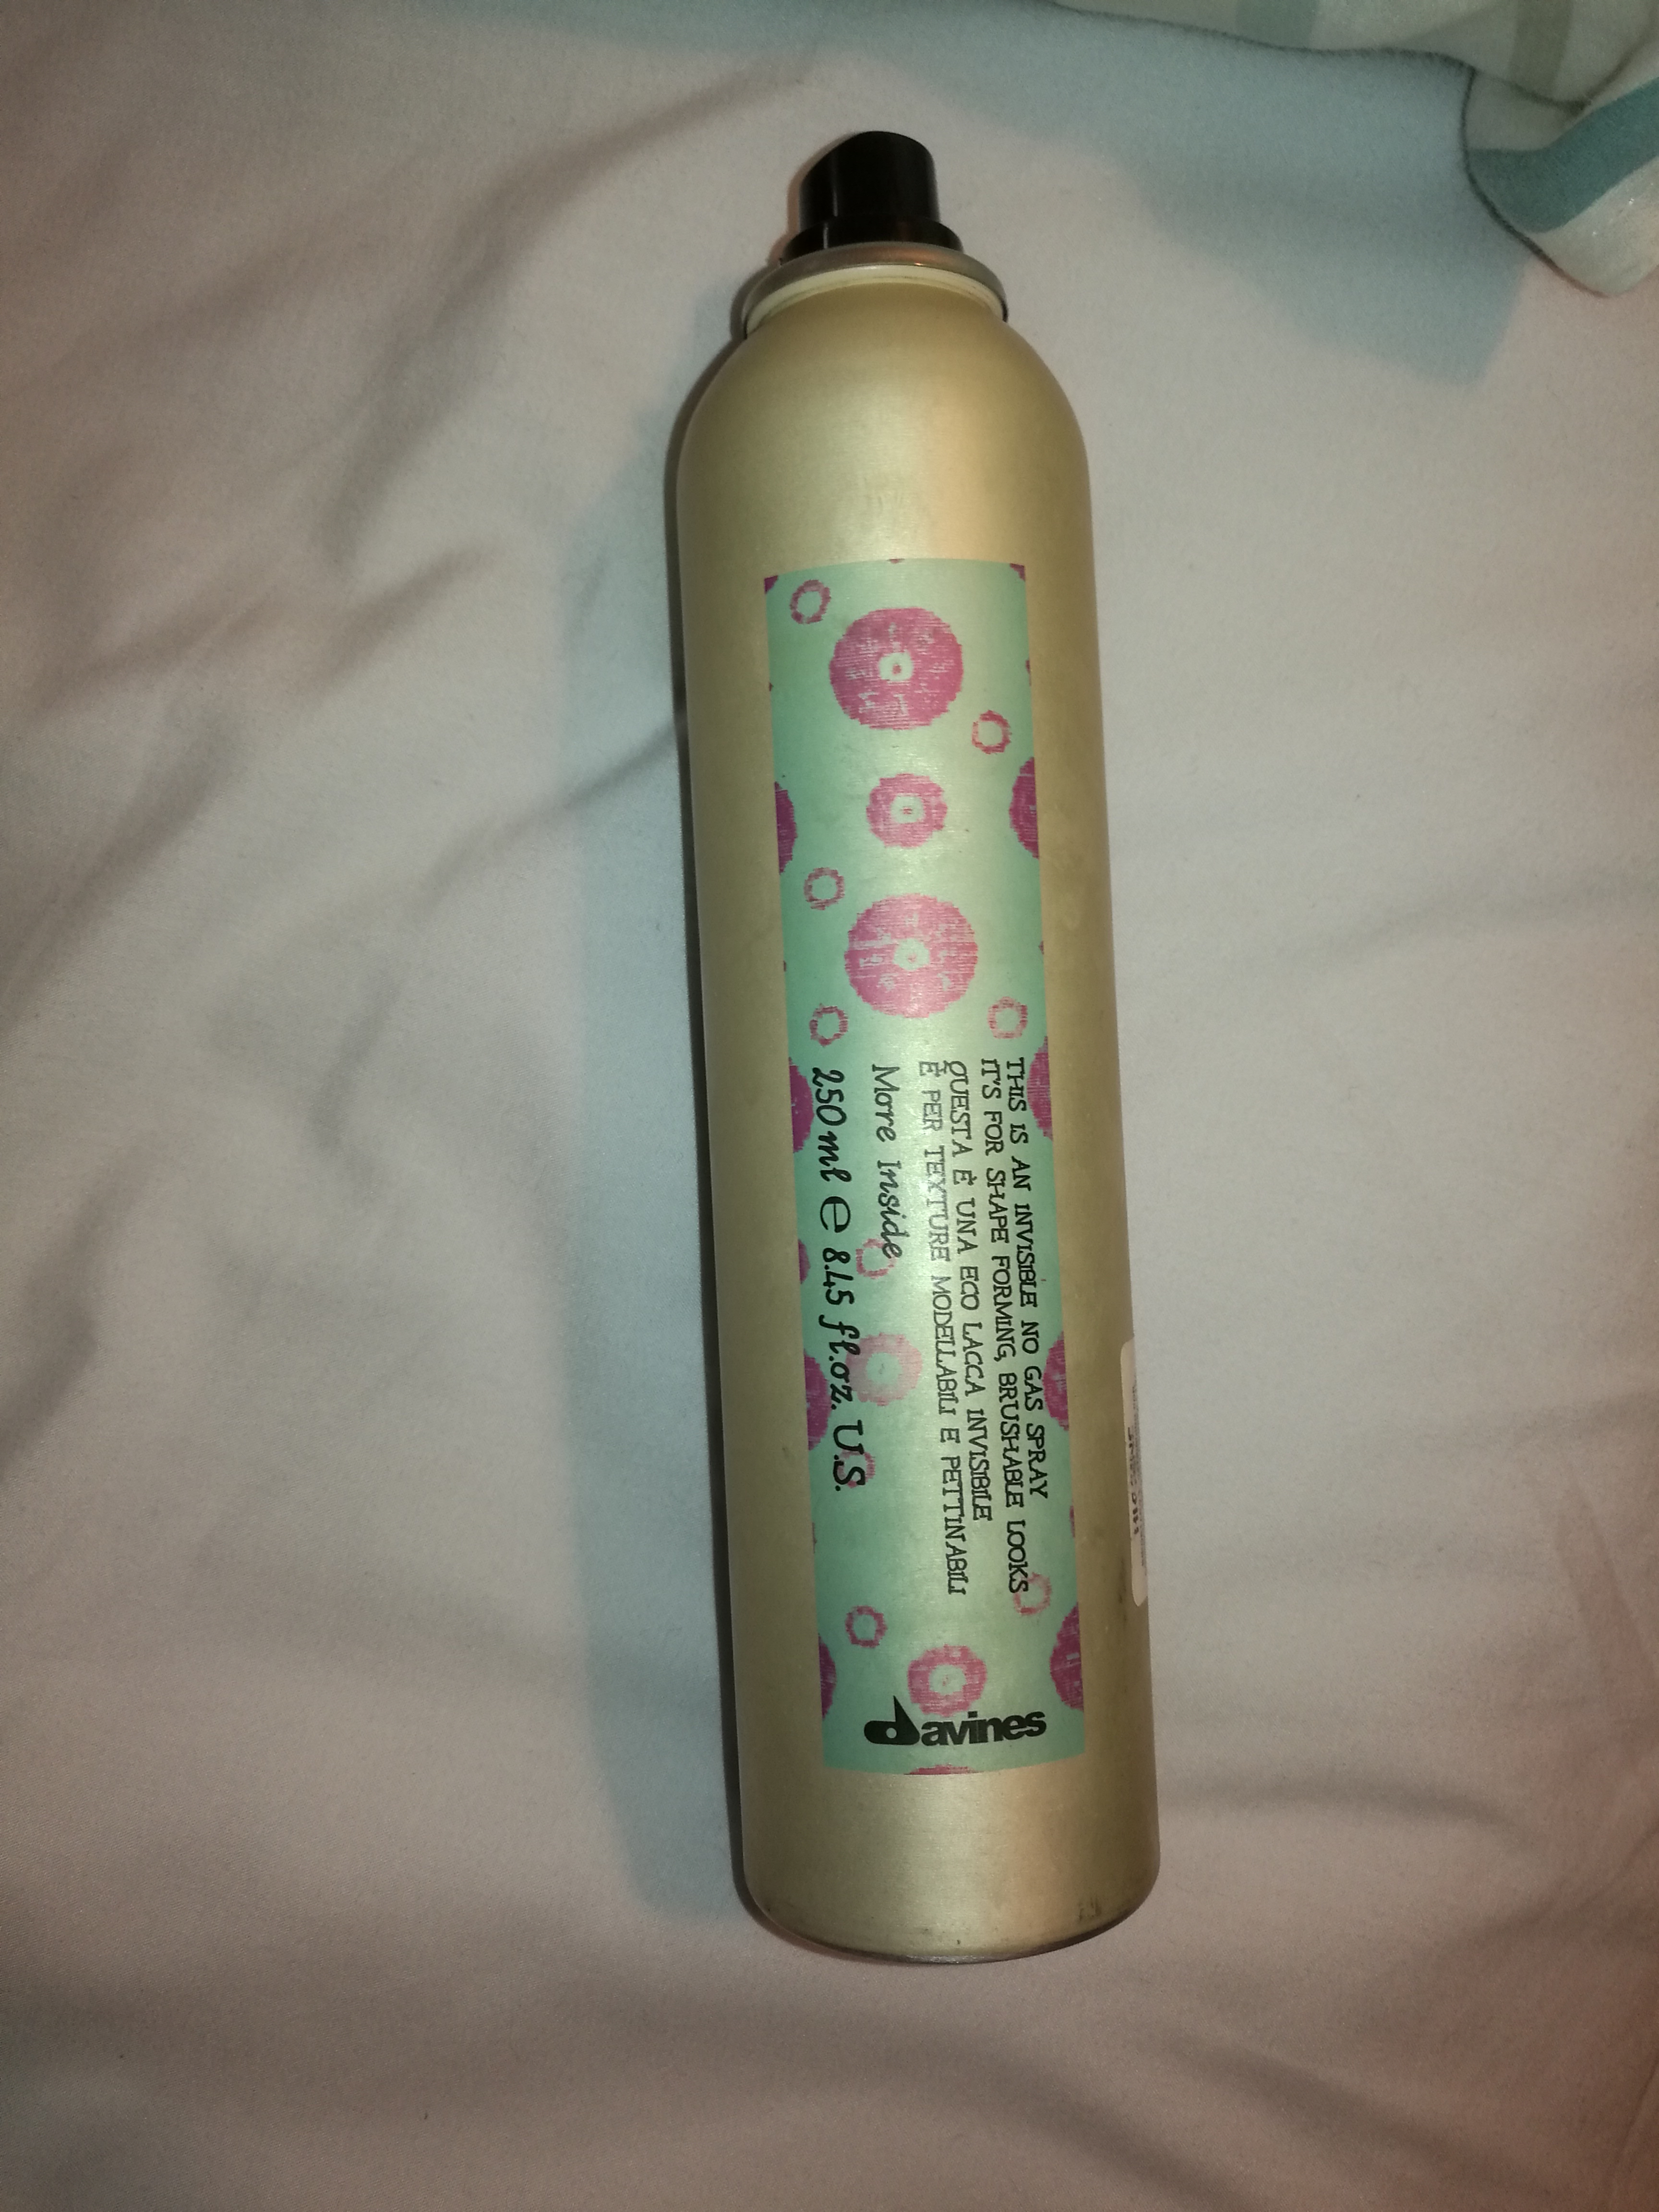 THIS IS AN INVISIBLE NO GAS SPRAY
IT'S FOR SHAPE FORMING, BRUSHABLE LOOKS
QUESTA È UNA ECO LACCA INVISIBILE
È PER TEXTURE MODELLABILI E PETTINABILI
More Inside
250 ml ℮ 8.45 fl.oz. U.S.
davines